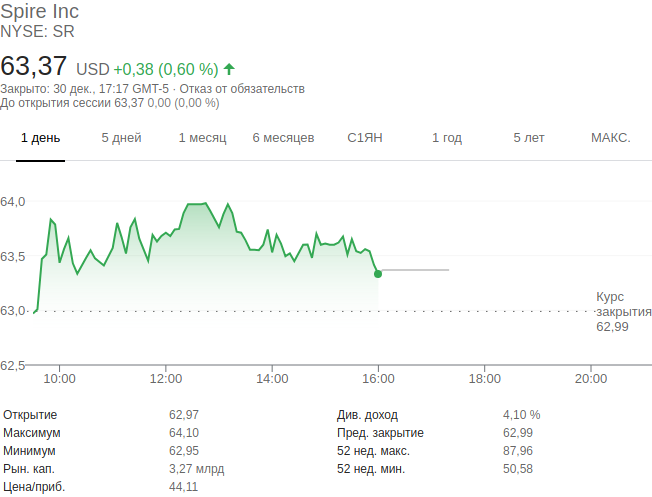 Spire Inc
NYSE: SR
63,37 USD +0,38 (0,60 %)
Закрыто: 30 дек., 17:17 GMT-5 · Отказ от обязательств
До открытия сессии 63,37 0,00 (0,00 %)
1 день 5 дней 1 месяц 6 месяцев С1ЯН 1 год 5 лет МАКС.
64,0
63,5
Курс
63,0 закрытия
62,99
62,5
10:00 12:00 14:00 16:00 18:00 20:00
Открытие 62,97 Див. доход 4,10 %
Максимум 64,10 Пред. закрытие 62,99
Минимум 62,95 52 нед. макс. 87,96
Рын. кап. 3,27 млрд 52 нед. мин. 50,58
Цена/приб. 44,11